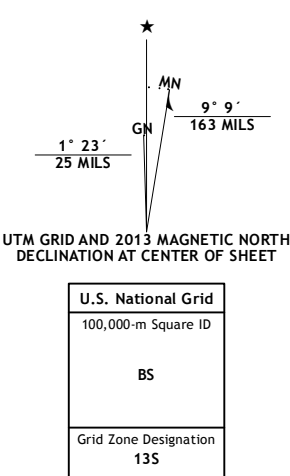 ★
MN
GN
9° 9´
163 MILS
1° 23´
25 MILS
UTM GRID AND 2013 MAGNETIC NORTH
DECLINATION AT CENTER OF SHEET
U.S. National Grid
100,000-m Square ID
BS
Grid Zone Designation
13S